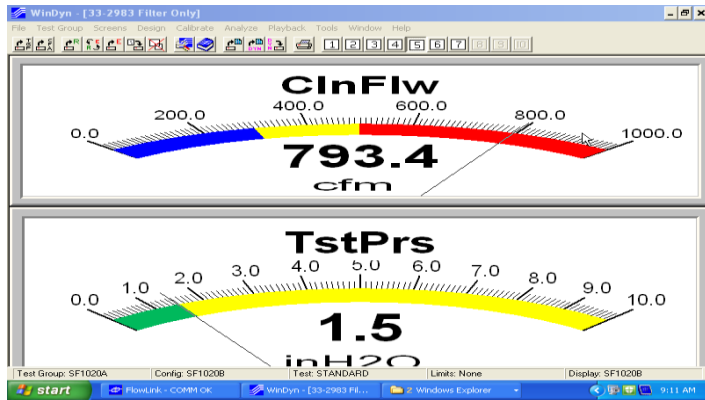 WinDyn - [33-2983 Filter Only]
File Test Group Screens Design Calibrate Analyze Playback Tools Window Help
1 2 3 4 5 6 7 8 9 10
ClnFlw
0.0 200.0 400.0 600.0 800.0 1000.0
793.4
cfm
TstPrs
0.0 1.0 2.0 3.0 4.0 5.0 6.0 7.0 8.0 9.0 10.0
1.5
inH2O
Test Group: SF1020A Config: SF1020B Test: STANDARD Limits: None Display: SF1020B
start FlowLink - COMM OK WinDyn - [33-2983 Fil... 2 Windows Explorer 9:11 AM